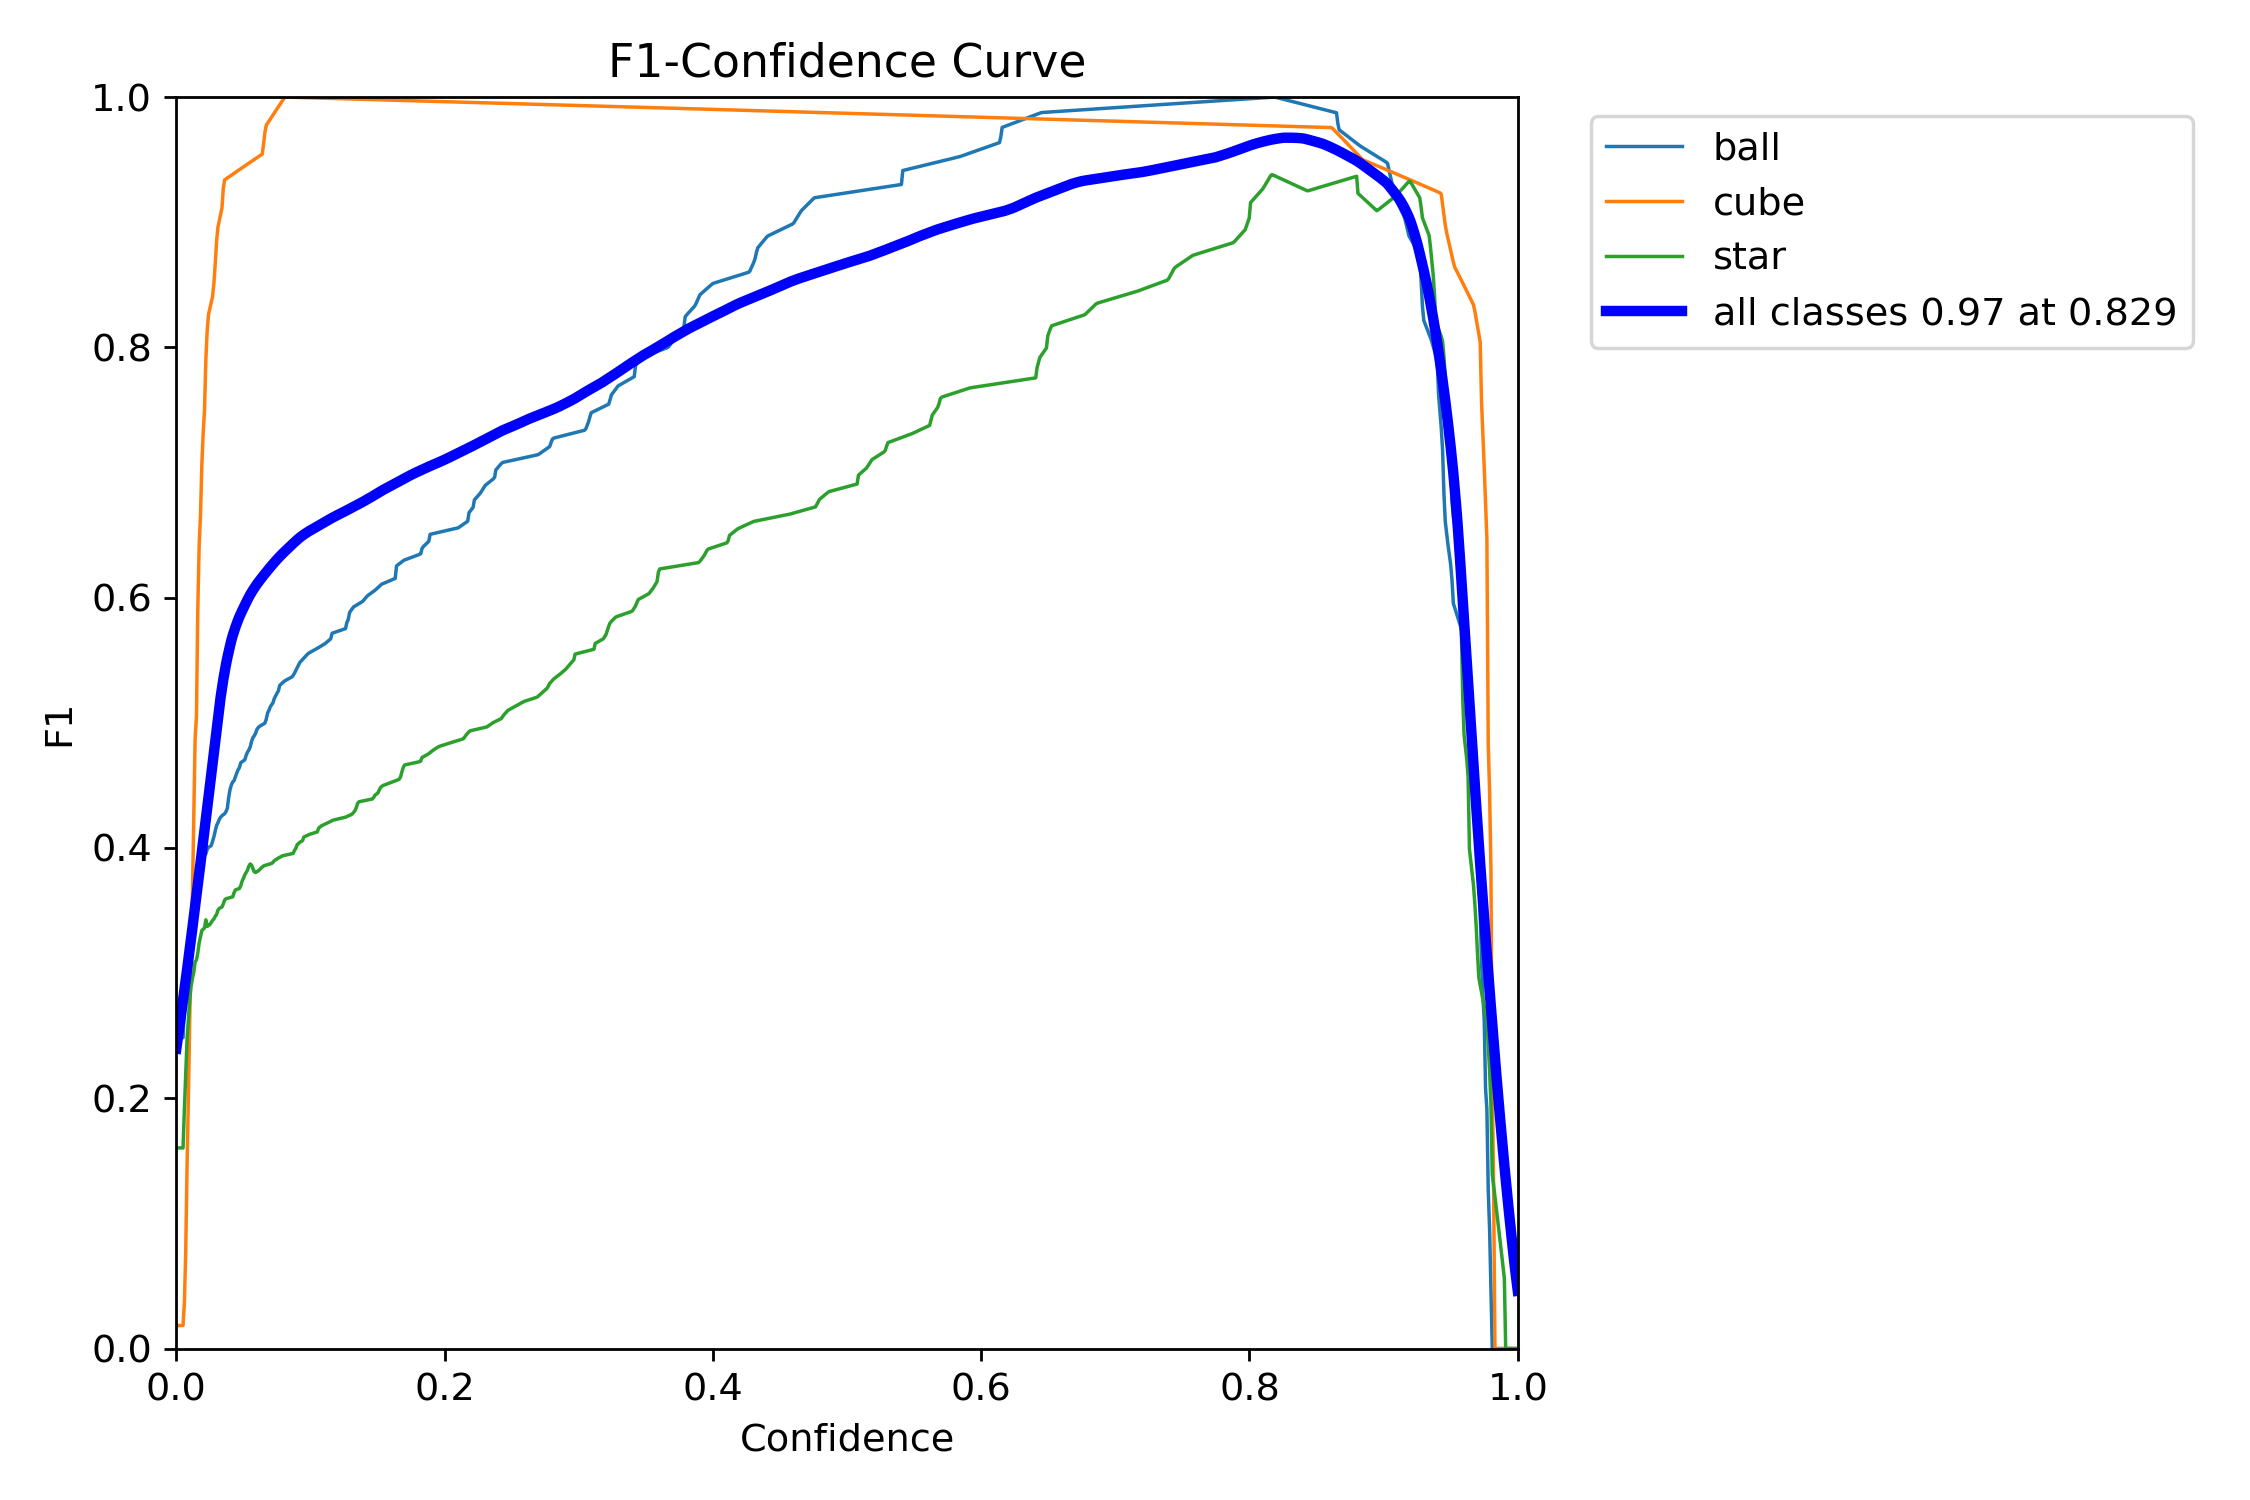 F1-Confidence Curve
ball
cube
star
all classes 0.97 at 0.829
1.0
0.8
0.6
0.4
0.2
0.0
F1
0.0 0.2 0.4 0.6 0.8 1.0
Confidence